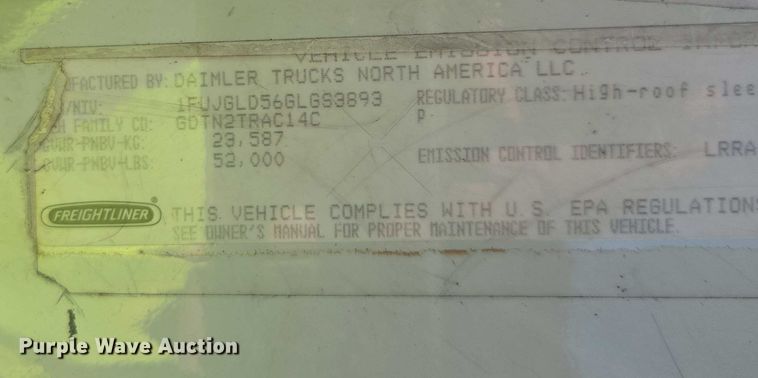 VEHICLE EMISSION CONTROL INFOR
UFACTURED BY: DAIMLER TRUCKS NORTH AMERICA LLC.
/NIV: 1FUJGLD56GLGS3893 REGULATORY CLASS: High-roof slee
P
H FAMILY CD: GDTN2TRAC14C
GVWR-PNBV-KG: 23,587
GVWR-PNBV-LBS: 52,000 EMISSION CONTROL IDENTIFIERS: LRRA
FREIGHTLINER
THIS VEHICLE COMPLIES WITH U.S. EPA REGULATIONS
SEE OWNER'S MANUAL FOR PROPER MAINTENANCE OF THIS VEHICLE.
Purple Wave Auction